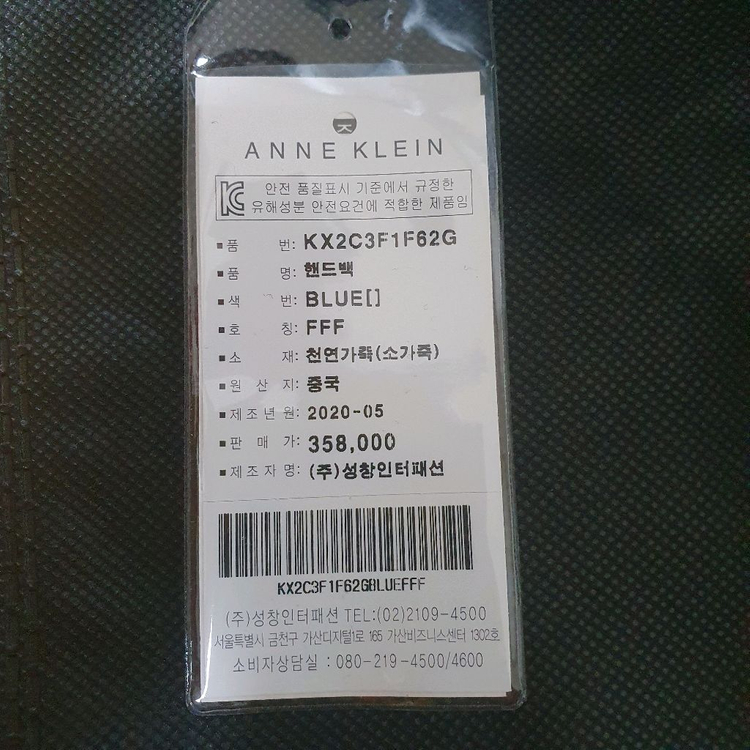 ANNE KLEIN
안전 품질표시 기준에서 규정한
유해성분 안전요건에 적합한 제품임
■품 번: KX2C3F1F62G
■품 명: 핸드백
■색 번: BLUE[]
■호 칭: FFF
■소 재: 천연가죽(소가죽)
■원 산 지: 중국
■제조년월: 2020-05
■판 매 가: 358,000
■제조자명: (주)성창인터패션
KX2C3F1F62GBLUEFFF
(주)성창인터패션 TEL:(02)2109-4500
서울특별시 금천구 가산디지털1로 165 가산비즈니스센터 1302호
소비자상담실 : 080-219-4500/4600